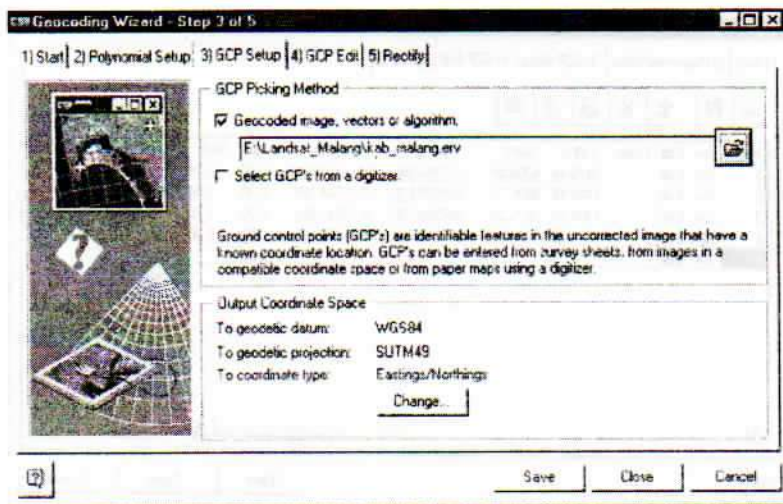 Geocoding Wizard - Step 3 of 5
1) Start 2) Polynomial Setup 3) GCP Setup 4) GCP Edit 5) Rectify
GCP Picking Method
Geocoded image, vectors or algorithm.
E:\Landsat_Malang\kab_malang.erv
Select GCP's from a digitizer.
Ground control points (GCP's) are identifiable features in the uncorrected image that have a
known coordinate location. GCP's can be entered from survey sheets, from images in a
compatible coordinate space or from paper maps using a digitizer.
Output Coordinate Space
To geodetic datum: WGS84
To geodetic projection: SUTM49
To coordinate type: Eastings/Northings
Change...
Save Close Cancel